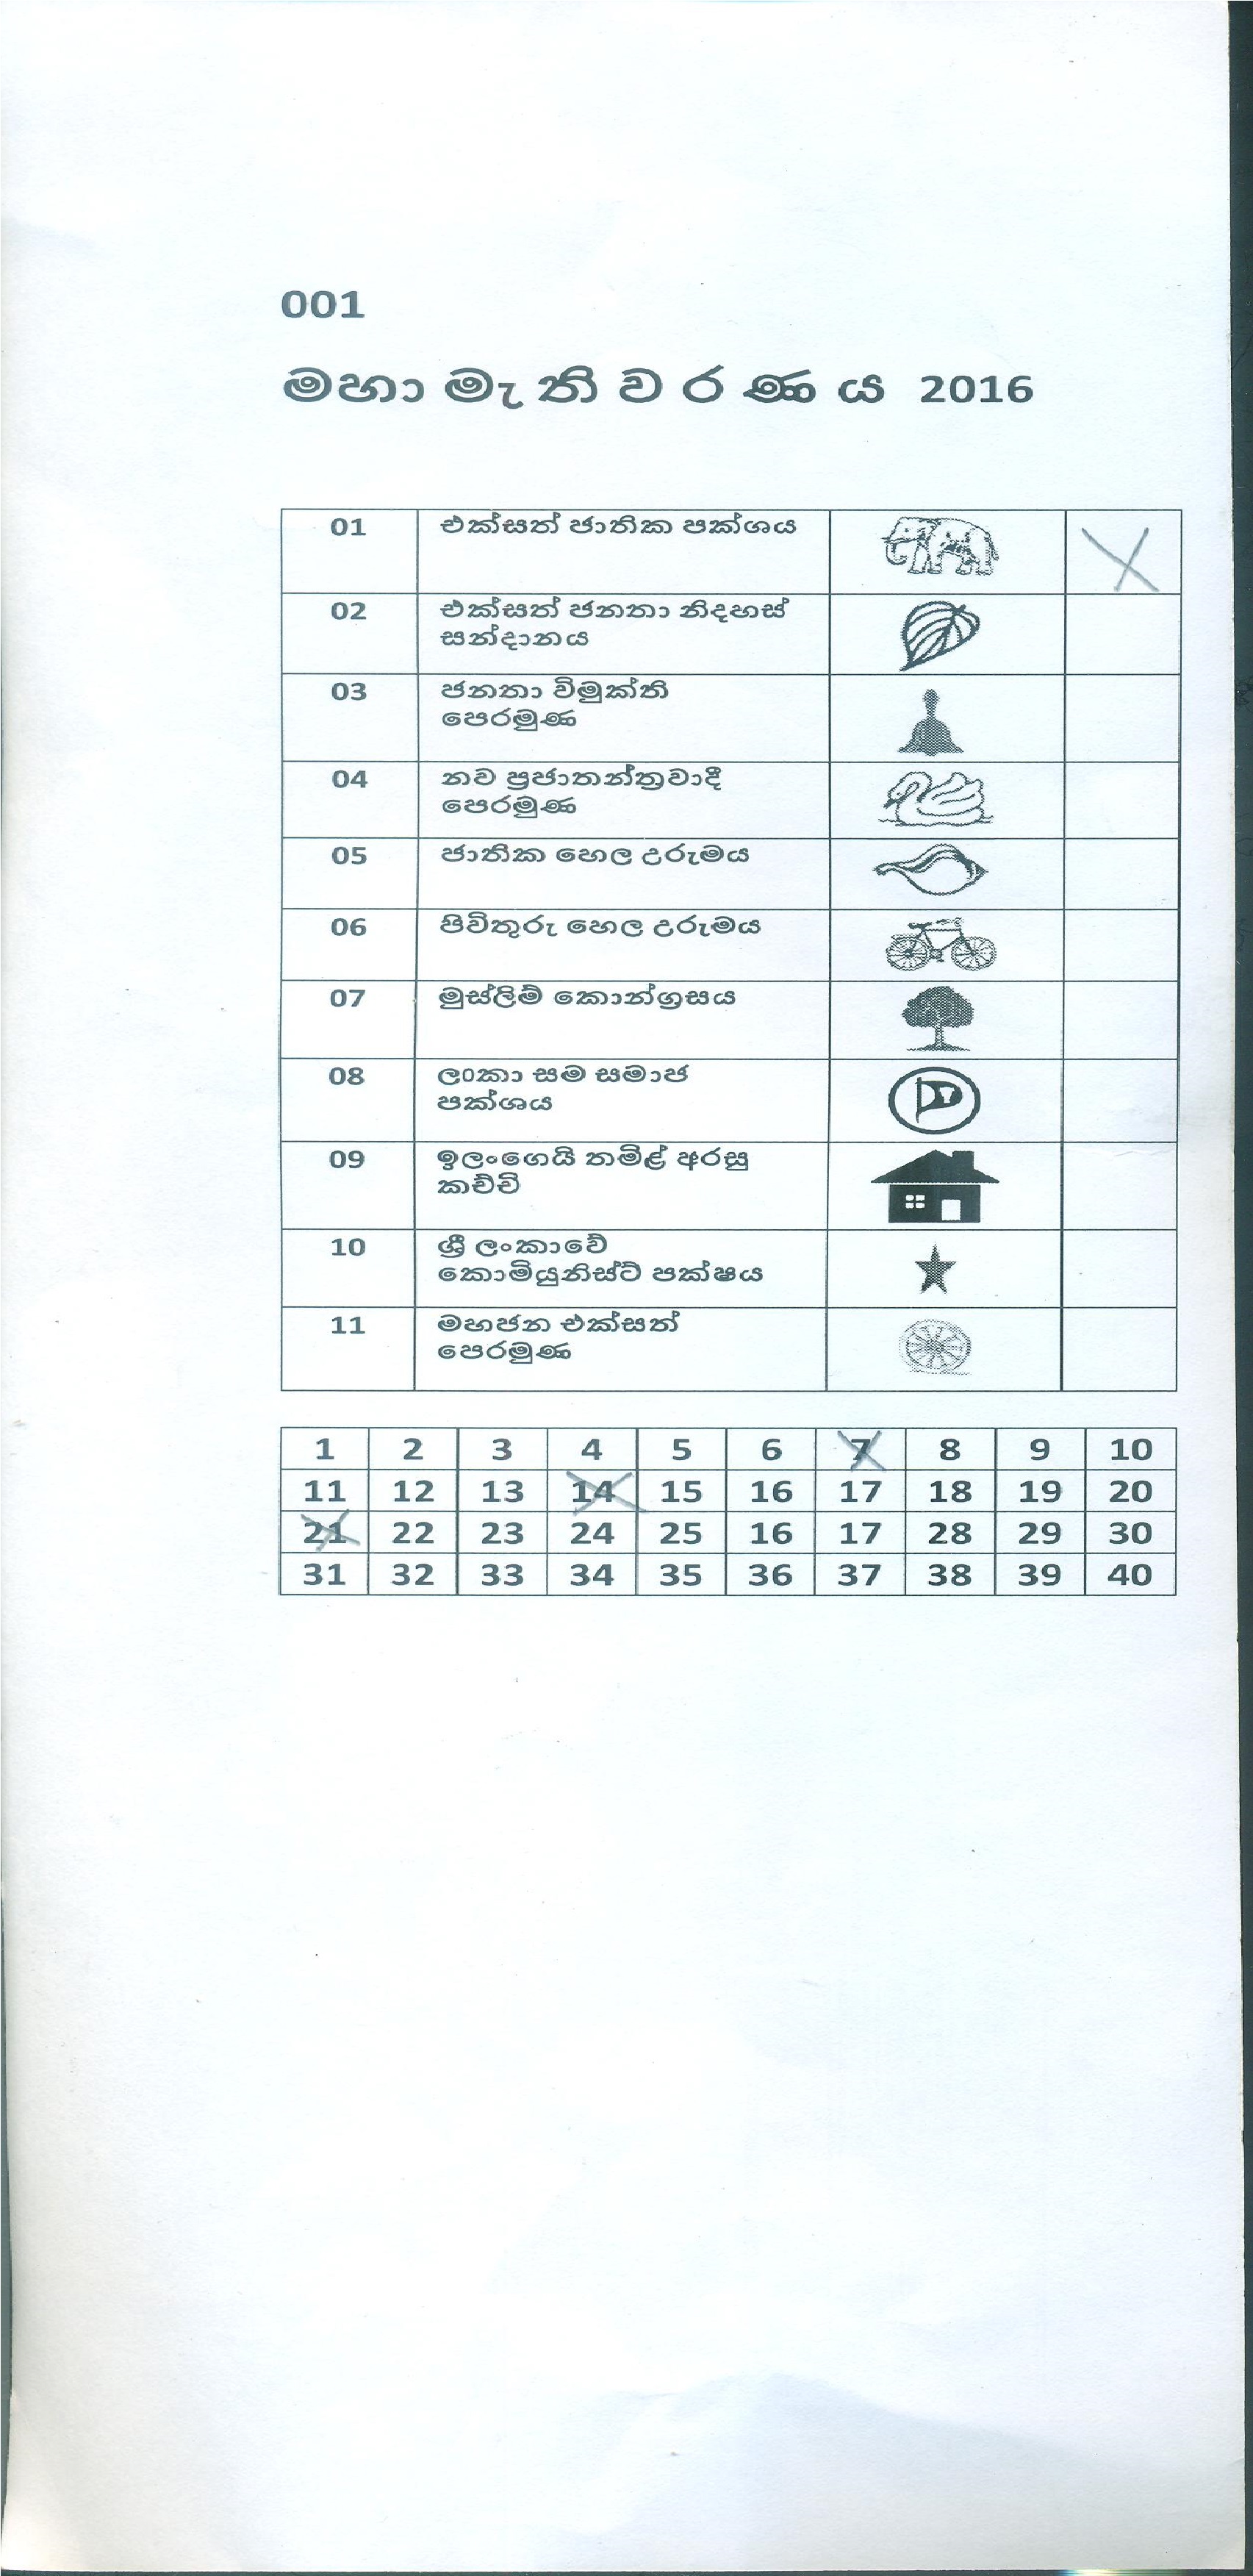 001
මහා මැතිවරණය 2016
01 එක්සත් ජාතික පක්ශය
02 එක්සත් ජනතා නිදහස්
සන්දානය
03 ජනතා විමුක්ති
පෙරමුණ
04 නව ප්‍රජාතන්ත්‍රවාදී
පෙරමුණ
05 ජාතික හෙල උරුමය
06 පිවිතුරු හෙල උරුමය
07 මුස්ලිම් කොන්ග්‍රසය
08 ල0කා සම සමාජ
පක්ශය
09 ඉලංගෙයි තමිළ් අරසු
කච්චි
10 ශ්‍රී ලංකාවේ
කොමියුනිස්ට් පක්ෂය
11 මහජන එක්සත්
පෙරමුණ
1 2 3 4 5 6 7 8 9 10
11 12 13 14 15 16 17 18 19 20
21 22 23 24 25 16 17 28 29 30
31 32 33 34 35 36 37 38 39 40